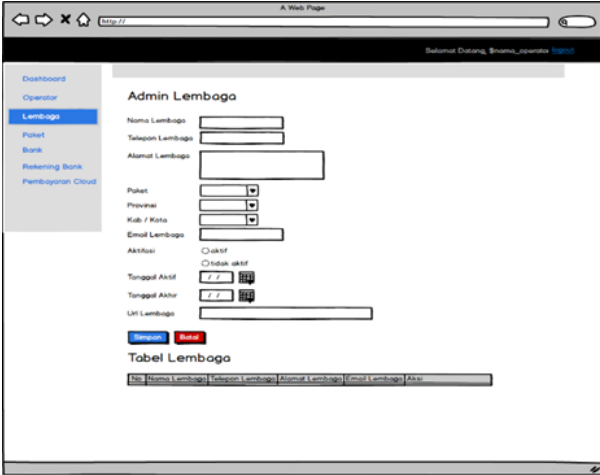 A Web Page
http://
Selamat Datang, $nama_operator logout
Dashboard
Operator
Lembaga
Paket
Bank
Rekening Bank
Pembayaran Cloud
Admin Lembaga
Nama Lembaga
Telepon Lembaga
Alamat Lembaga
Paket
Provinsi
Kab / Kota
Email Lembaga
Aktifasi
aktif
tidak aktif
Tanggal Aktif / /
Tanggal Akhir / /
Url Lembaga
Simpan Batal
Tabel Lembaga
No Nama Lembaga Telepon Lembaga Alamat Lembaga Email Lembaga Aksi